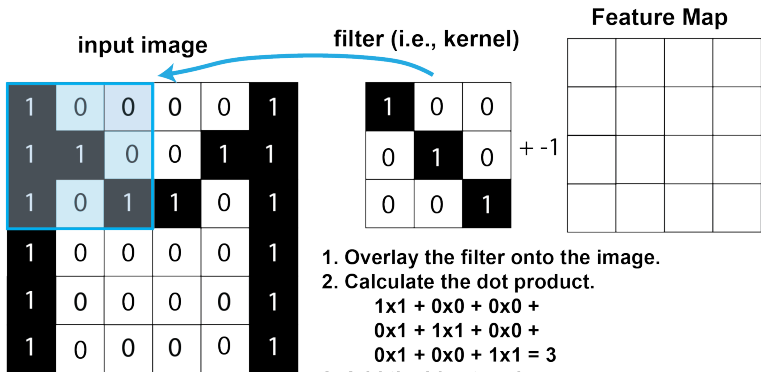 Feature Map
input image
filter (i.e., kernel)
1 0 0 0 0 1
1 1 0 0 1 1
1 0 1 1 0 1
1 0 0 0 0 1
1 0 0 0 0 1
1 0 0 0 0 1
1 0 0
0 1 0
0 0 1
+ -1
1. Overlay the filter onto the image.
2. Calculate the dot product.
1x1 + 0x0 + 0x0 +
0x1 + 1x1 + 0x0 +
0x1 + 0x0 + 1x1 = 3